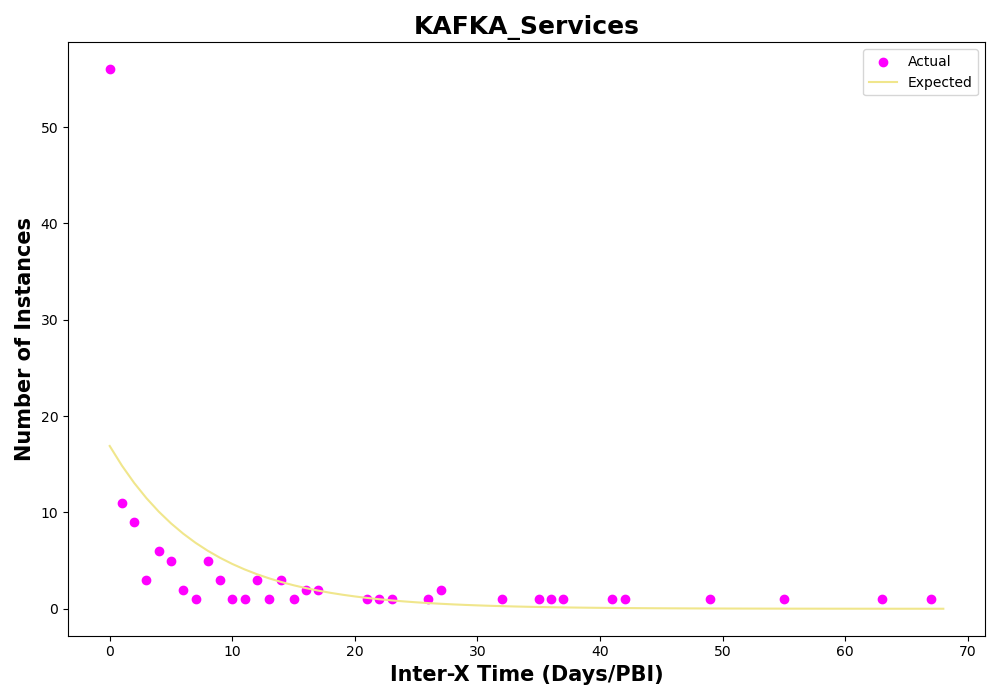 KAFKA_Services
Actual
Expected
Number of Instances
50
40
30
20
10
0
0 10 20 30 40 50 60 70
Inter-X Time (Days/PBI)